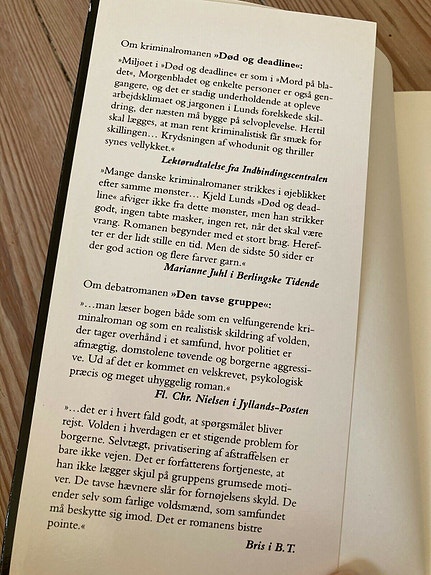 Om kriminalromanen »Død og deadline«:
»Miljøet i »Død og deadline« er som i »Mord på bla-
det«, Morgenbladet og enkelte personer er også gen-
gangere, og det er stadig underholdende at opleve
arbejdsklimaet og jargonen i Lunds forelskede skil-
dring, der næsten må bygge på selvoplevelse. Hertil
skal lægges, at man rent kriminalistisk får smæk for
skillingen... Krydsningen af whodunit og thriller
synes vellykket.«
Lektørudtalelse fra Indbindingscentralen
»Mange danske kriminalromaner strikkes i øjeblikket
efter samme mønster... Kjeld Lunds »Død og dead-
line« afviger ikke fra dette mønster, men han strikker
godt, ingen tabte masker, ingen ret, når det skal være
vrang. Romanen begynder med et stort brag. Heref-
ter er der lidt stille en tid. Men de sidste 50 sider er
der god action og flere farver garn.«
Marianne Juhl i Berlingske Tidende
Om debatromanen »Den tavse gruppe«:
»...man læser bogen både som en velfungerende kri-
minalroman og som en realistisk skildring af volden,
der tager overhånd i et samfund, hvor politiet er
afmægtig, domstolene tøvende og borgerne aggressi-
ve. Ud af det er kommet en velskrevet, psykologisk
præcis og meget uhyggelig roman.«
Fl. Chr. Nielsen i Jyllands-Posten
»...det er i hvert fald godt, at spørgsmålet bliver
rejst. Volden i hverdagen er et stigende problem for
borgerne. Selvtægt, privatisering af afstraffelsen er
bare ikke vejen. Det er forfatterens fortjeneste, at
han ikke lægger skjul på gruppens grumsede moti-
ver. De tavse hævnere slår for fornøjelsens skyld. De
ender selv som farlige voldsmænd, som samfundet
må beskytte sig imod. Det er romanens bistre
pointe.«
Bris i B.T.